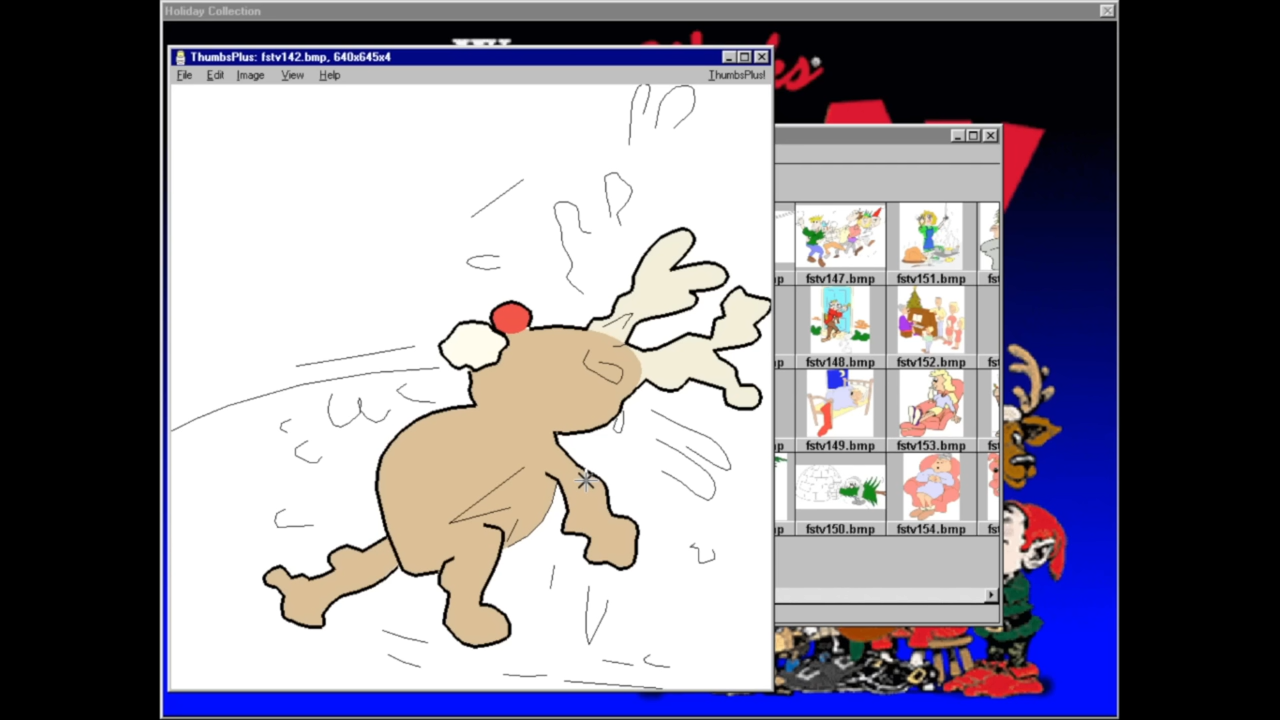 Holiday Collection
ThumbsPlus: fstv142.bmp, 640x645x4
File Edit Image View Help ThumbsPlus!
fstv147.bmp fstv151.bmp
fstv148.bmp fstv152.bmp
fstv149.bmp fstv153.bmp
fstv150.bmp fstv154.bmp